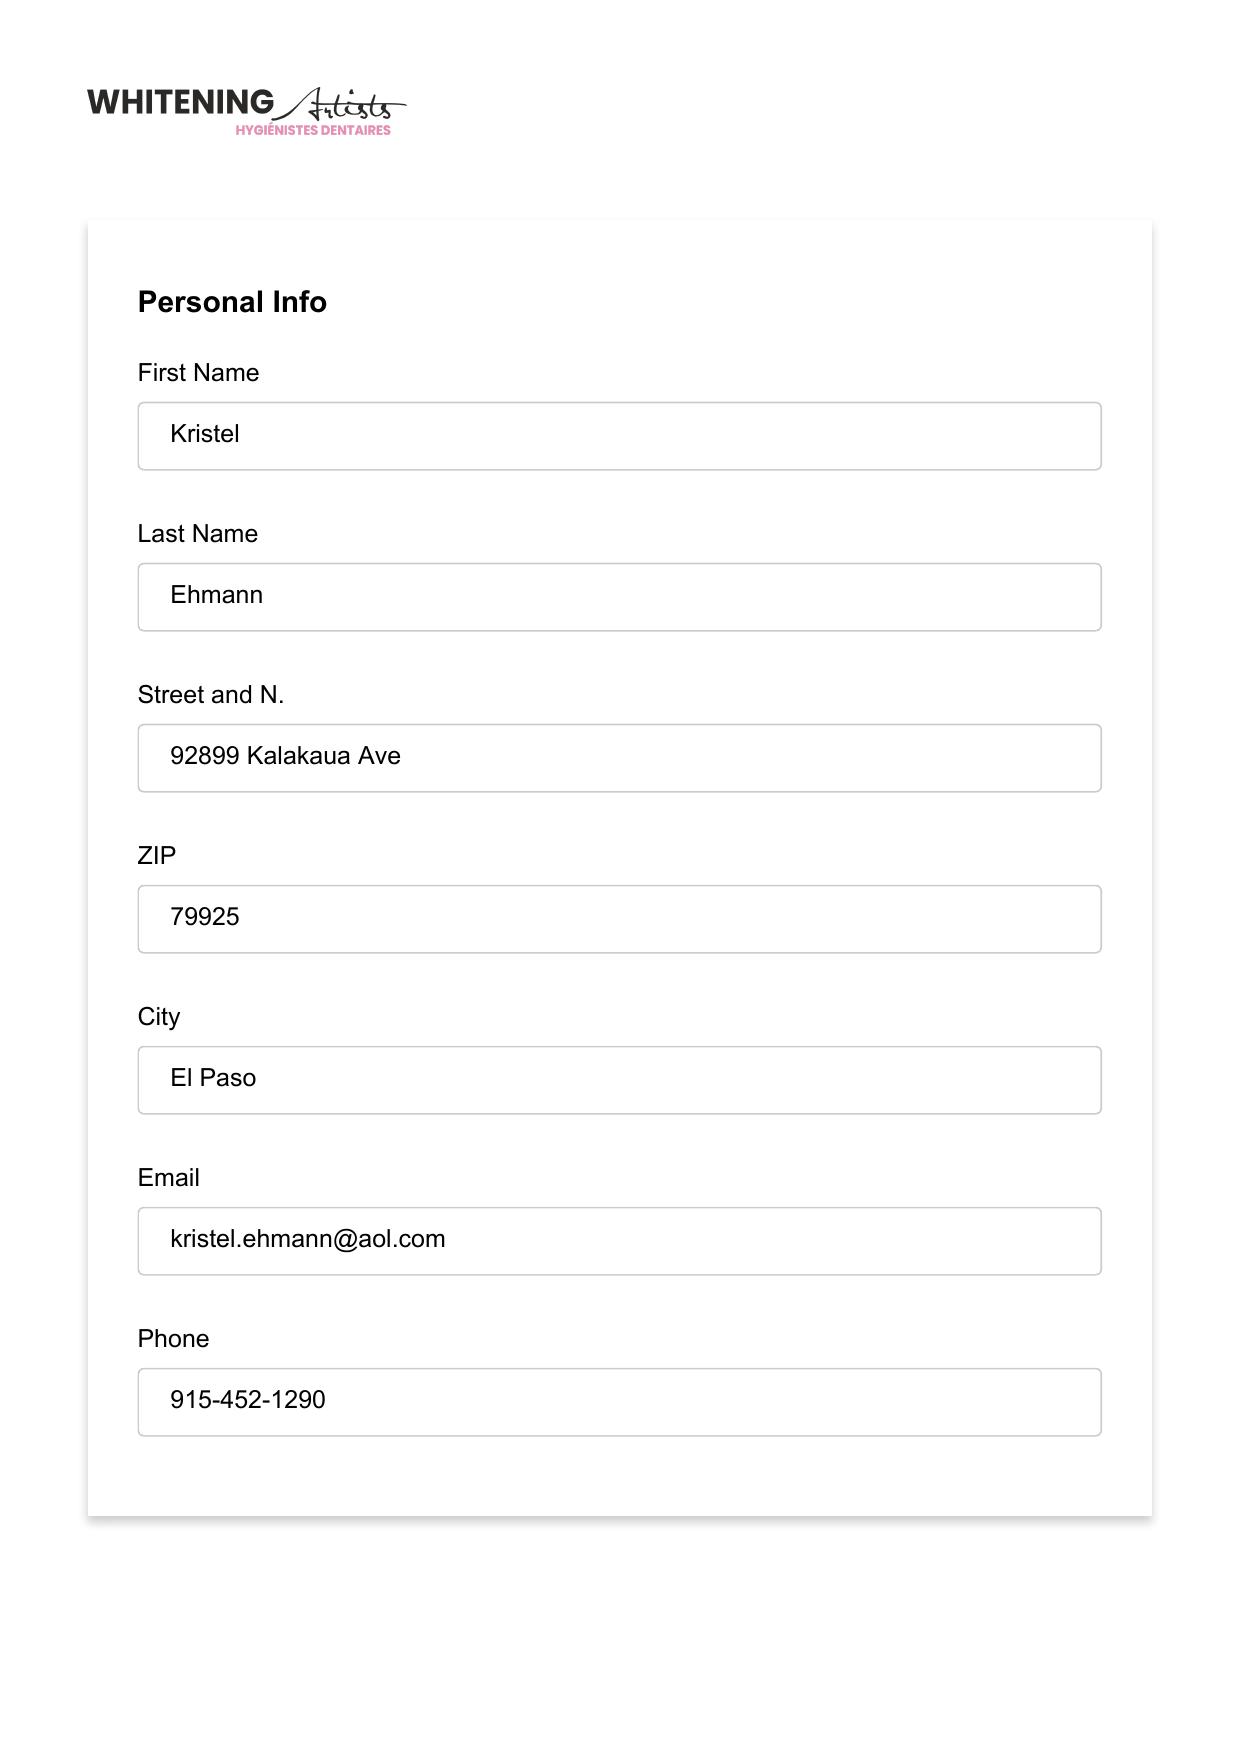 WHITENING Artists
HYGIÉNISTES DENTAIRES
Personal Info
First Name
Kristel
Last Name
Ehmann
Street and N.
92899 Kalakaua Ave
ZIP
79925
City
El Paso
Email
kristel.ehmann@aol.com
Phone
915-452-1290